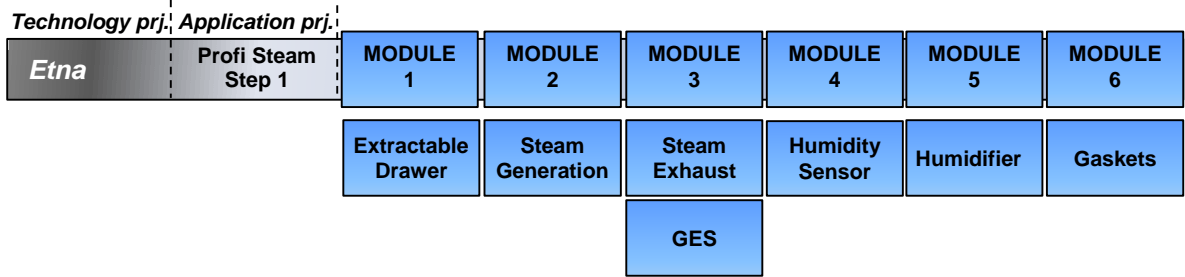 Technology prj. Application prj.
Etna
Profi Steam
Step 1
MODULE
1
MODULE
2
MODULE
3
MODULE
4
MODULE
5
MODULE
6
Extractable
Drawer
Steam
Generation
Steam
Exhaust
Humidity
Sensor
Humidifier
Gaskets
GES